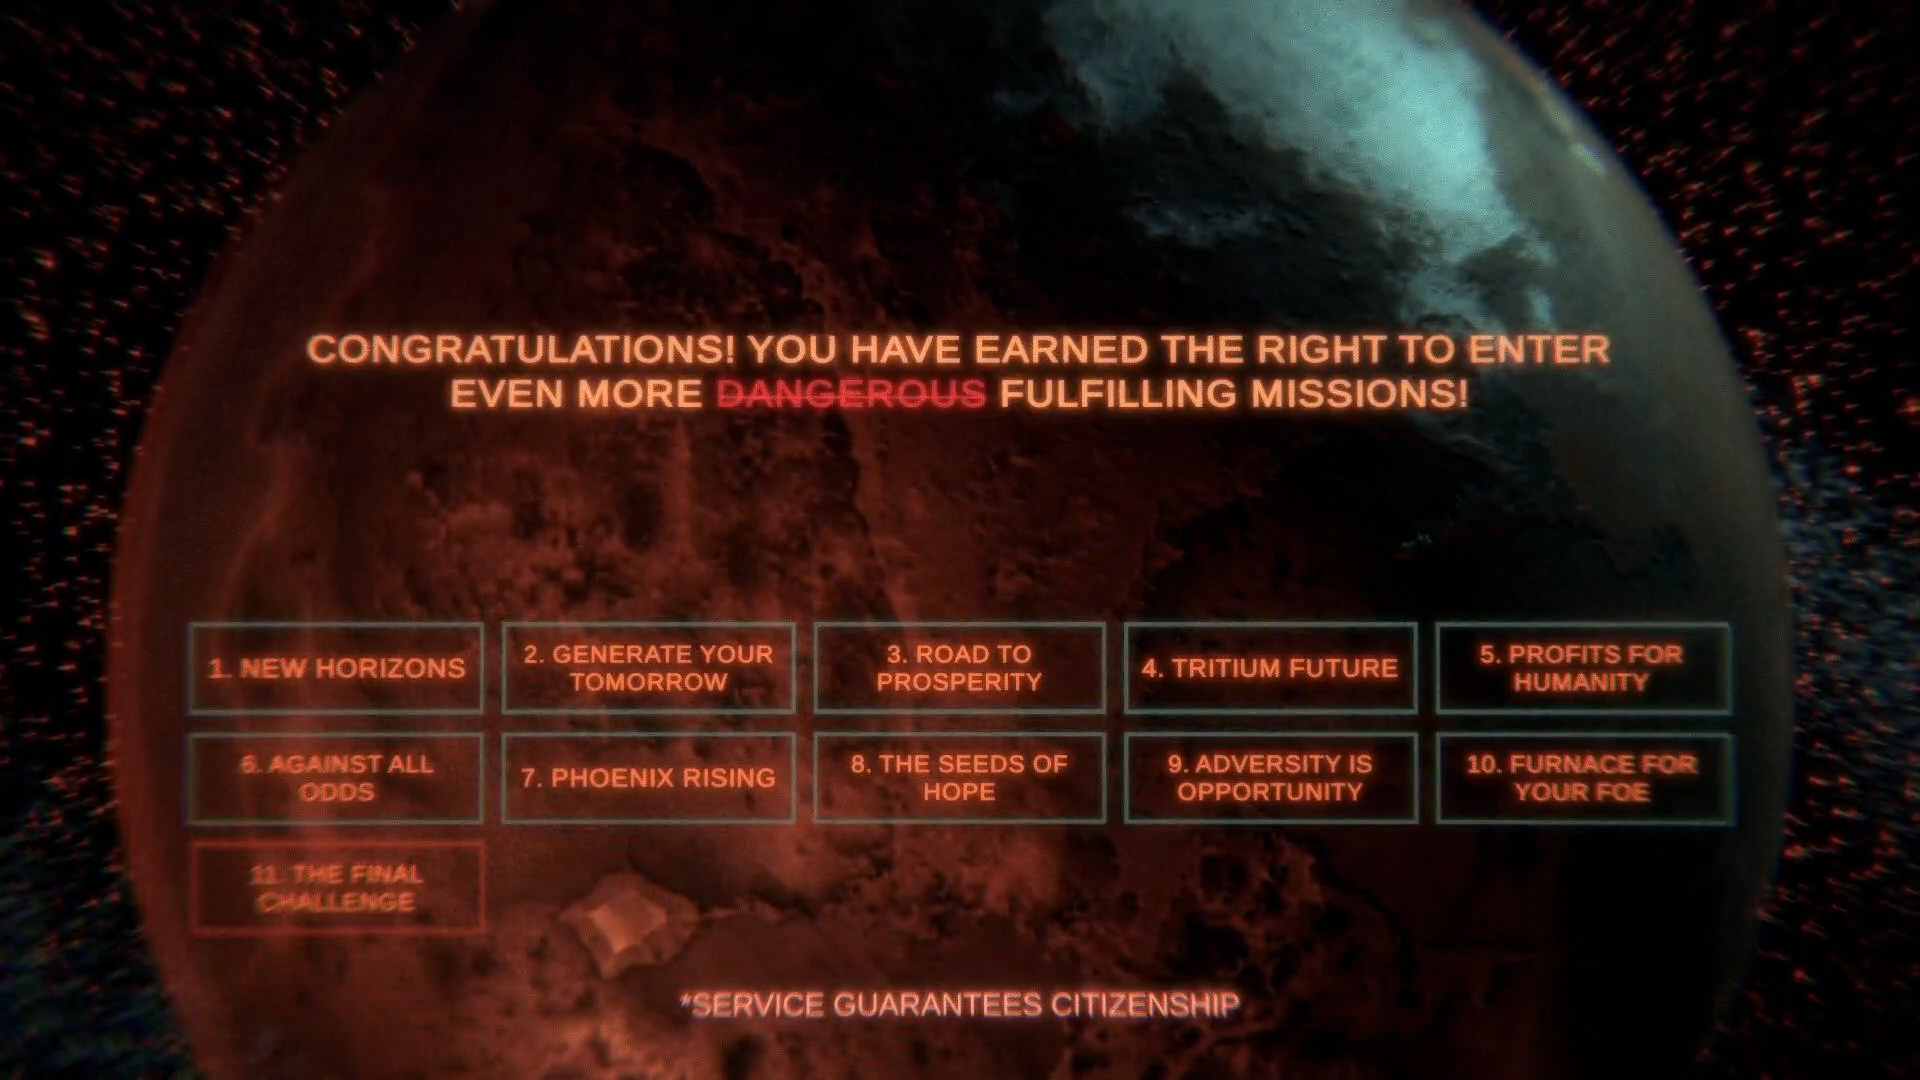 CONGRATULATIONS! YOU HAVE EARNED THE RIGHT TO ENTER
EVEN MORE DANGEROUS FULFILLING MISSIONS!
1. NEW HORIZONS
2. GENERATE YOUR
TOMORROW
3. ROAD TO
PROSPERITY
4. TRITIUM FUTURE
5. PROFITS FOR
HUMANITY
6. AGAINST ALL
ODDS
7. PHOENIX RISING
8. THE SEEDS OF
HOPE
9. ADVERSITY IS
OPPORTUNITY
10. FURNACE FOR
YOUR FOE
11. THE FINAL
CHALLENGE
*SERVICE GUARANTEES CITIZENSHIP